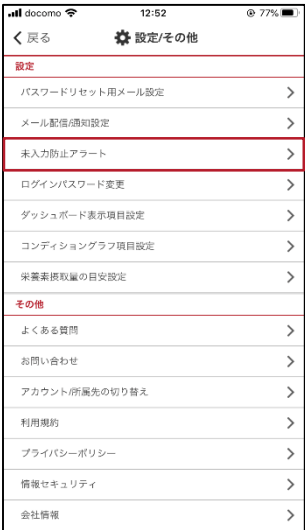 docomo 12:52 77%
戻る 設定/その他
設定
パスワードリセット用メール設定
メール配信/通知設定
未入力防止アラート
ログインパスワード変更
ダッシュボード表示項目設定
コンディショングラフ項目設定
栄養素摂取量の目安設定
その他
よくある質問
お問い合わせ
アカウント/所属先の切り替え
利用規約
プライバシーポリシー
情報セキュリティ
会社情報